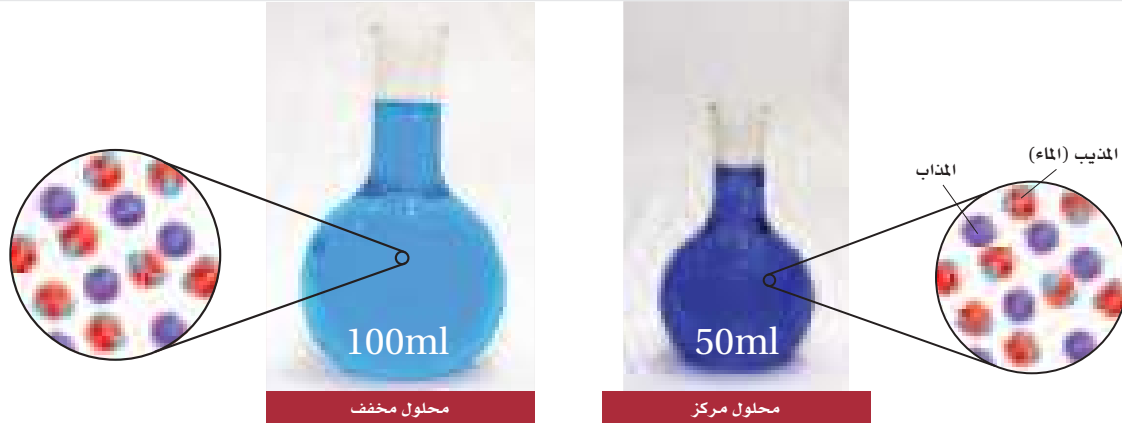 المذيب (الماء)
المذاب
50ml
100ml
محلول مركز
محلول مخفف